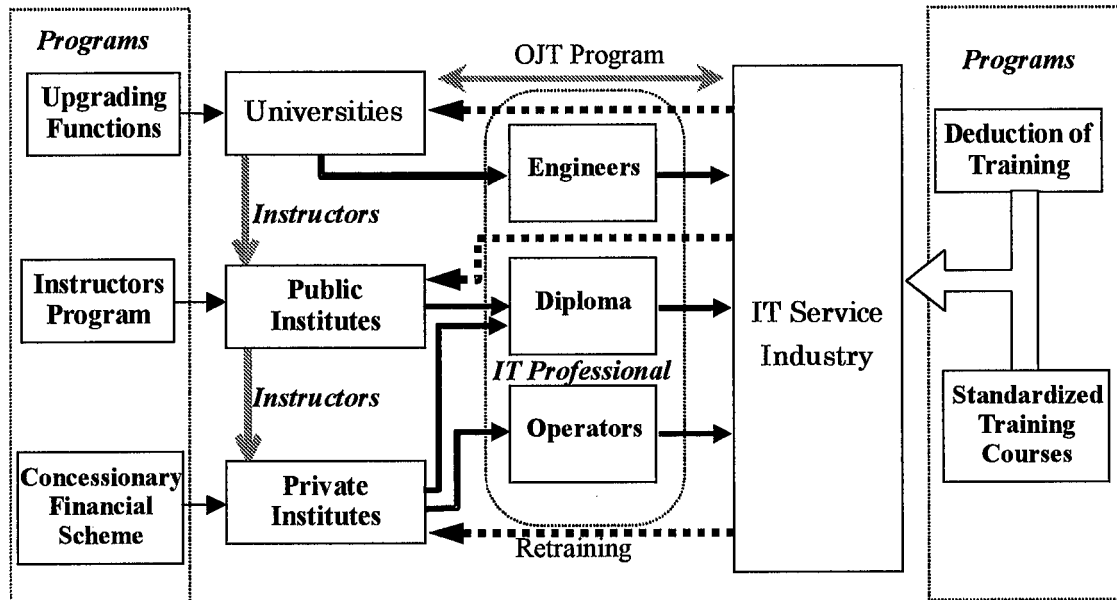 Programs
Upgrading
Functions
Instructors
Program
Concessionary
Financial
Scheme
Universities
Instructors
Public
Institutes
Instructors
Private
Institutes
OJT Program
Engineers
Diploma
IT Professional
Operators
Retraining
IT Service
Industry
Programs
Deduction of
Training
Standardized
Training
Courses